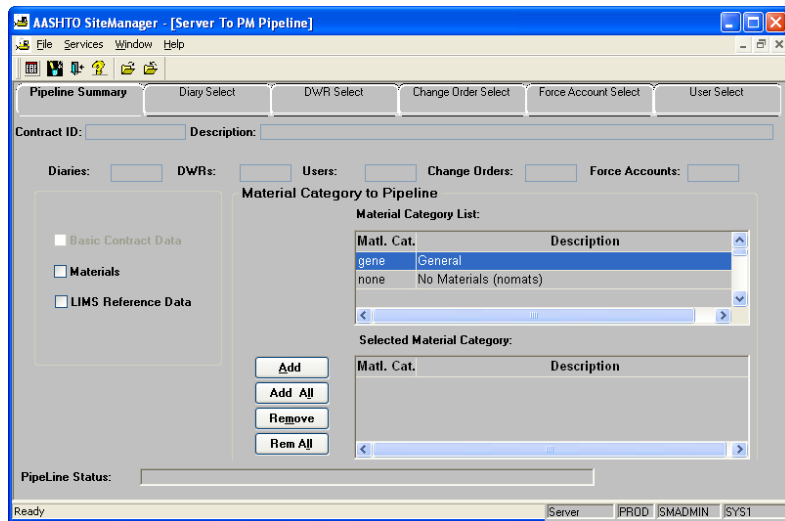 AASHTO SiteManager - [Server To PM Pipeline]
File Services Window Help
Pipeline Summary Diary Select DWR Select Change Order Select Force Account Select User Select
Contract ID: Description:
Diaries: DWRs: Users: Change Orders: Force Accounts:
Material Category to Pipeline
Material Category List:
Basic Contract Data
Materials
LIMS Reference Data
Matl. Cat. Description
gene General
none No Materials (nomats)
Selected Material Category:
Matl. Cat. Description
Add
Add All
Remove
Rem All
PipeLine Status:
Ready Server PROD SMADMIN SYS1